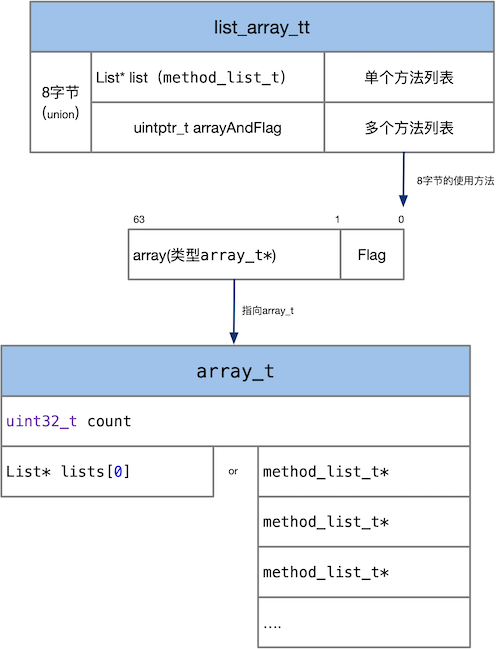 list_array_tt
8字节
（union）
List* list（method_list_t）
单个方法列表
uintptr_t arrayAndFlag
多个方法列表
8字节的使用方法
63
1
0
array(类型array_t*)
Flag
指向array_t
array_t
uint32_t count
List* lists[0]
or
method_list_t*
method_list_t*
method_list_t*
....